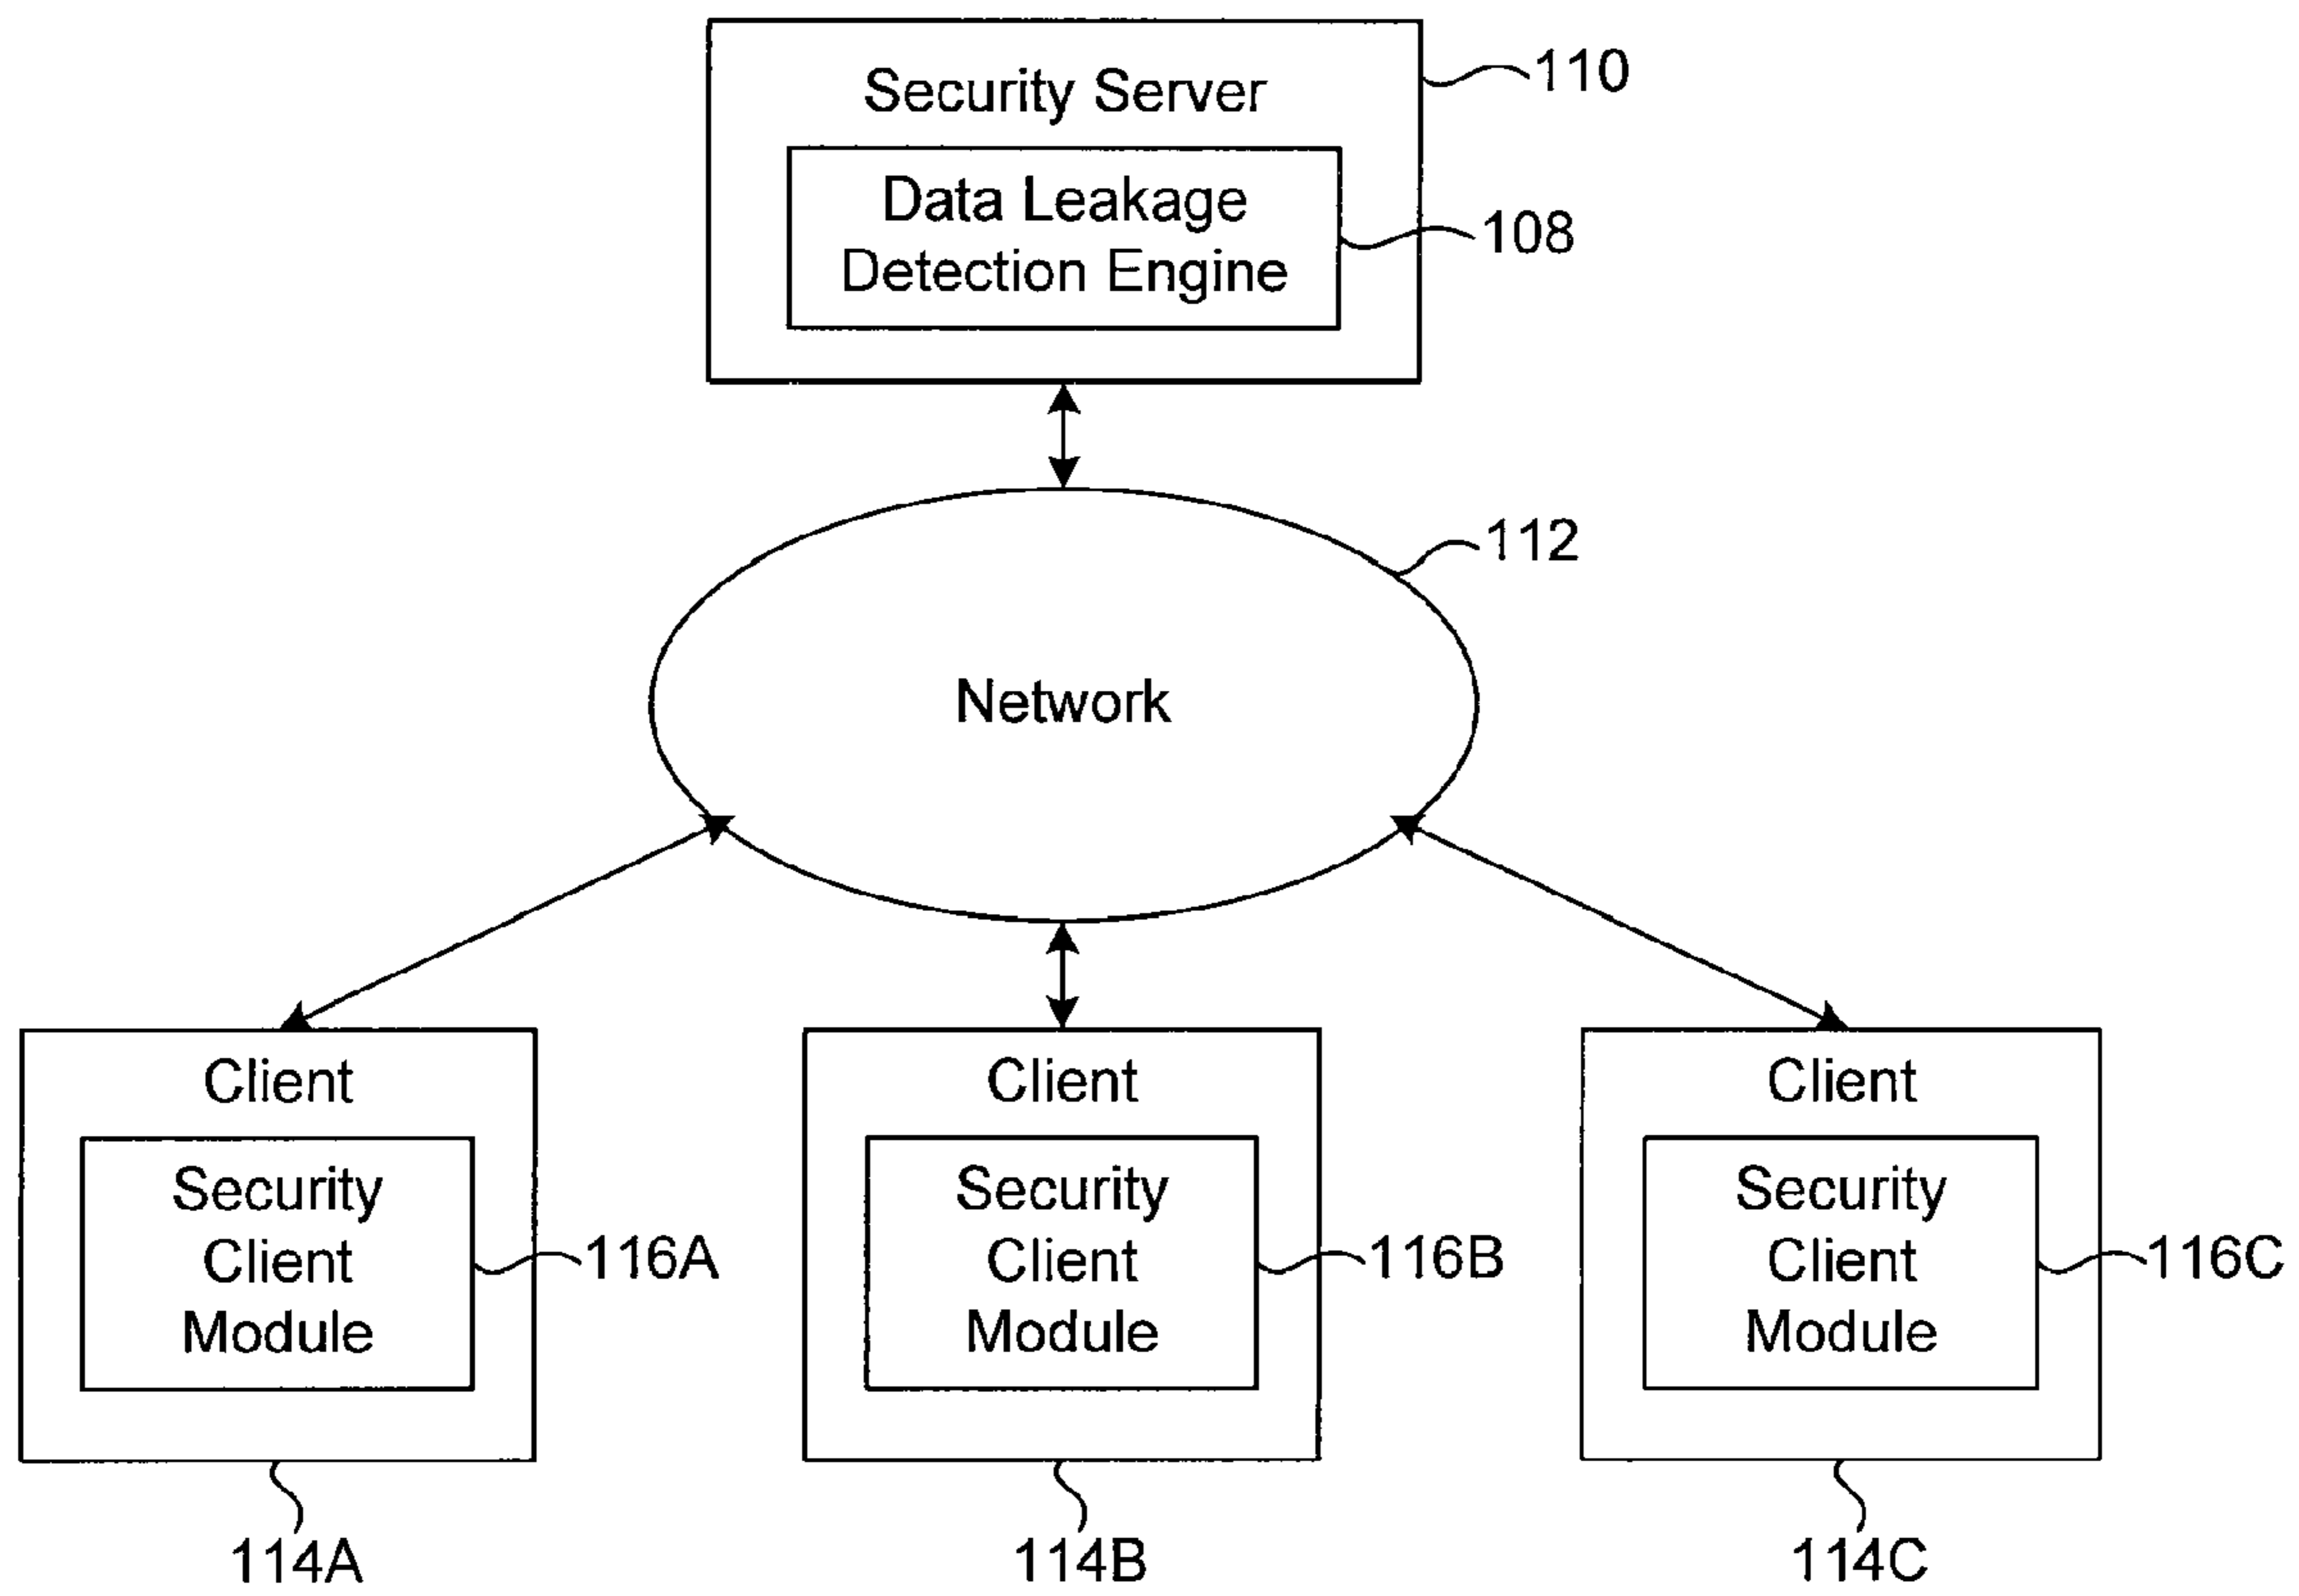 Security Server
110
Data Leakage
Detection Engine
108
112
Network
Client
Security
Client
Module
116A
114A
Client
Security
Client
Module
116B
114B
Client
Security
Client
Module
116C
114C